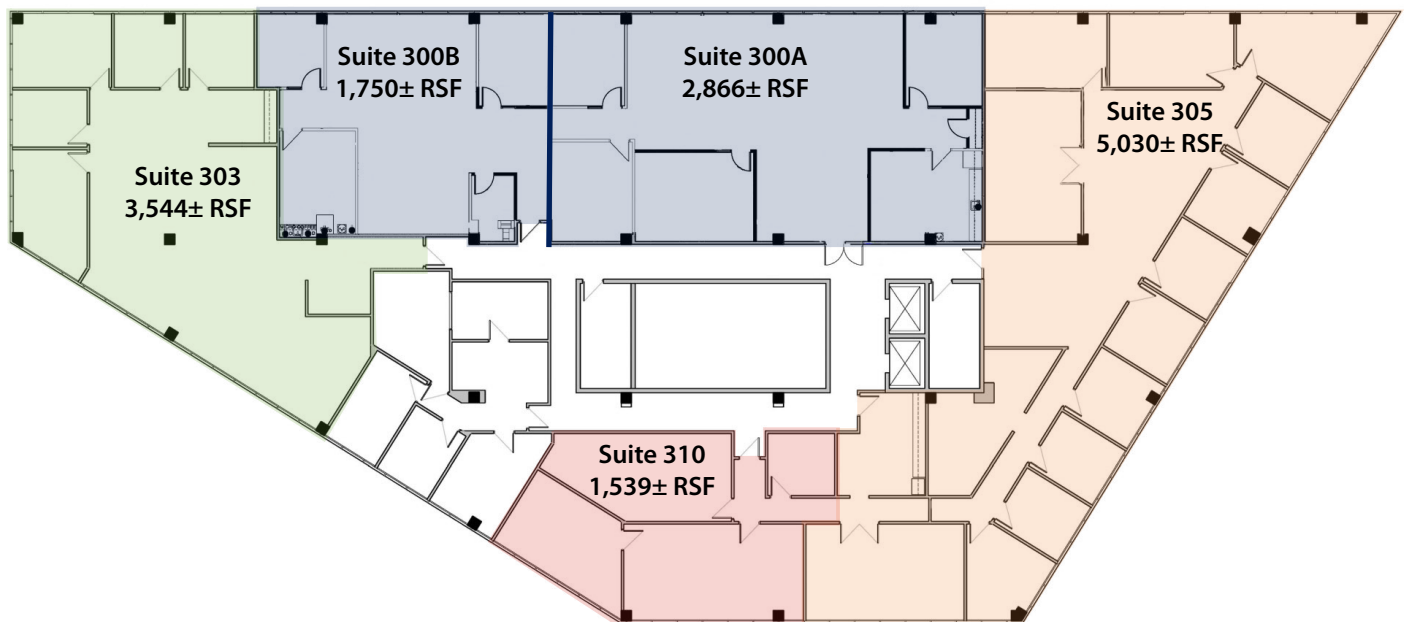 Suite 300B
1,750± RSF
Suite 300A
2,866± RSF
Suite 305
5,030± RSF
Suite 303
3,544± RSF
Suite 310
1,539± RSF